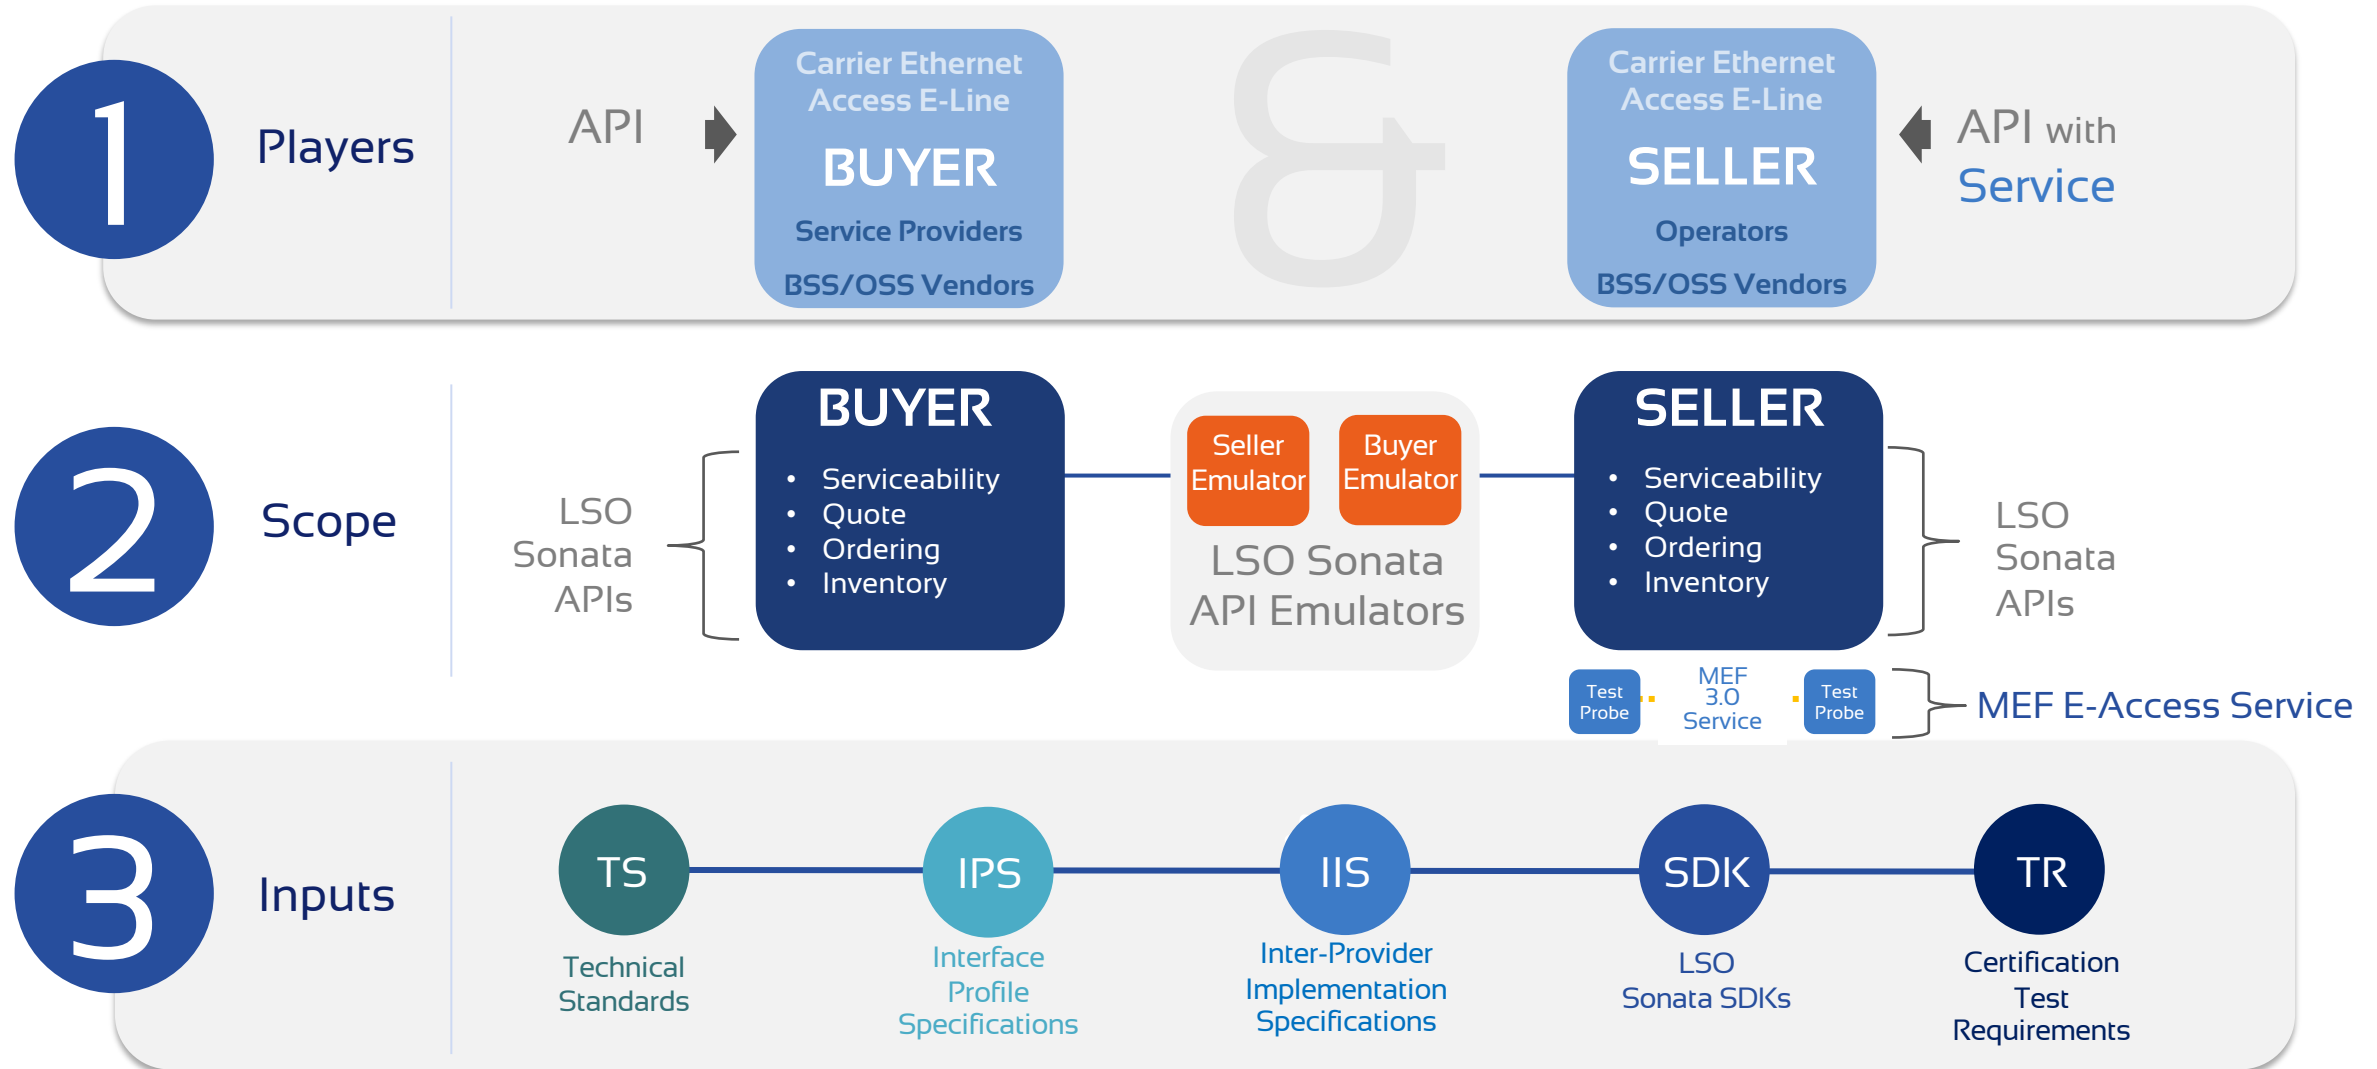 1
Players
API
Carrier Ethernet
Access E-Line
BUYER
Service Providers
BSS/OSS Vendors
&
Carrier Ethernet
Access E-Line
SELLER
Operators
BSS/OSS Vendors
API with
Service
2
Scope
LSO
Sonata
APIs
BUYER
• Serviceability
• Quote
• Ordering
• Inventory
Seller
Emulator
Buyer
Emulator
LSO Sonata
API Emulators
SELLER
• Serviceability
• Quote
• Ordering
• Inventory
LSO
Sonata
APIs
Test
Probe
MEF
3.0
Service
Test
Probe
MEF E-Access Service
3
Inputs
TS
Technical
Standards
IPS
Interface
Profile
Specifications
IIS
Inter-Provider
Implementation
Specifications
SDK
LSO
Sonata SDKs
TR
Certification
Test
Requirements